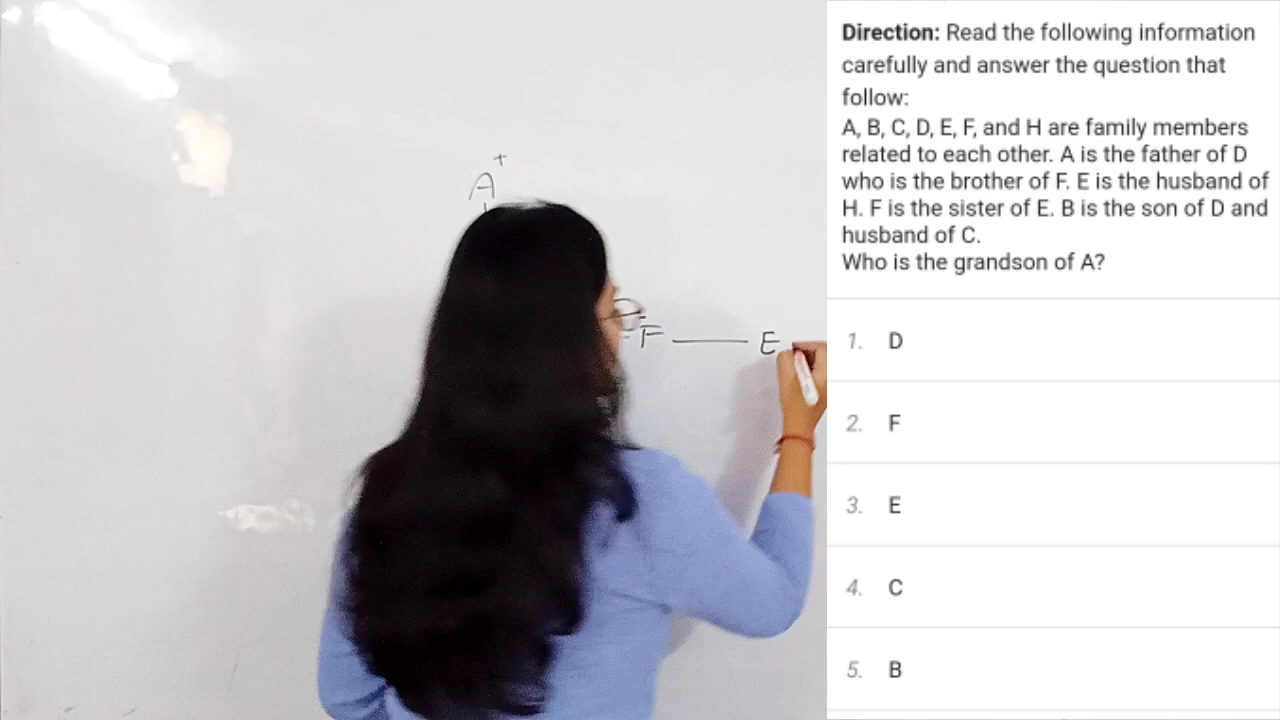 Direction: Read the following information
carefully and answer the question that
follow:
A, B, C, D, E, F, and H are family members
related to each other. A is the father of D
who is the brother of F. E is the husband of
H. F is the sister of E. B is the son of D and
husband of C.
Who is the grandson of A?
1. D
2. F
3. E
4. C
5. B
A +
F — E